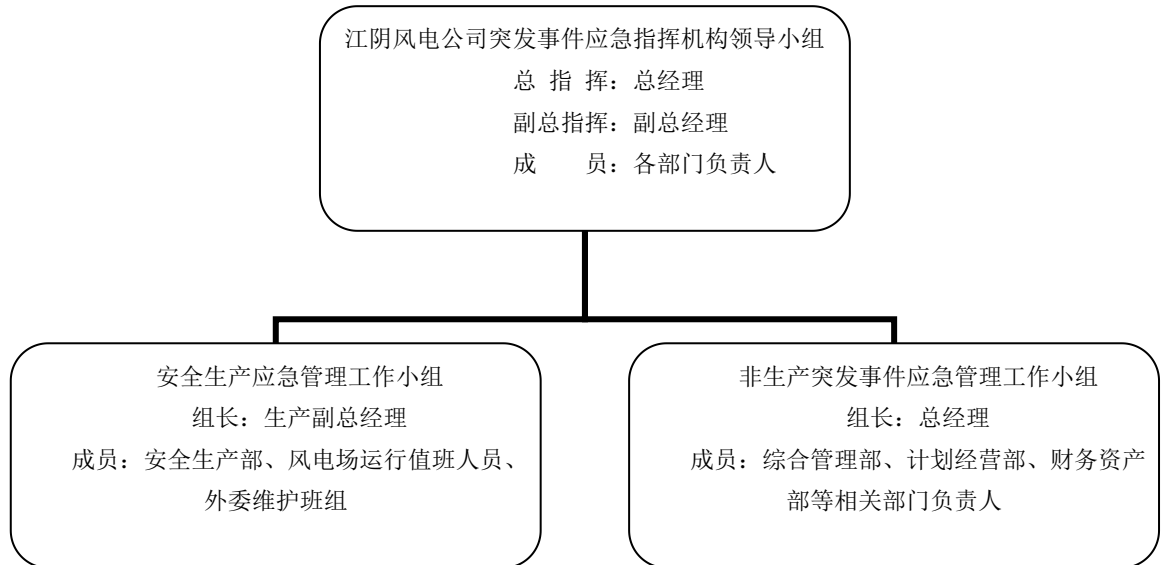 江阴风电公司突发事件应急指挥机构领导小组
总 指 挥：总经理
副总指挥：副总经理
成　　员：各部门负责人
安全生产应急管理工作小组
组长：生产副总经理
成员：安全生产部、风电场运行值班人员、
外委维护班组
非生产突发事件应急管理工作小组
组长：总经理
成员：综合管理部、计划经营部、财务资产
部等相关部门负责人